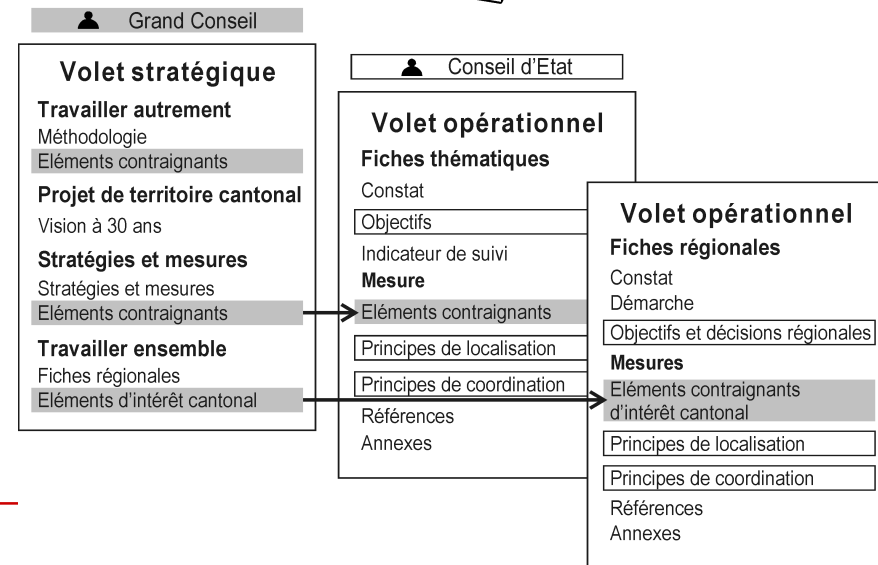 Grand Conseil
Volet stratégique
Travailler autrement
Méthodologie
Eléments contraignants
Projet de territoire cantonal
Vision à 30 ans
Stratégies et mesures
Stratégies et mesures
Eléments contraignants
Travailler ensemble
Fiches régionales
Eléments d'intérêt cantonal
Conseil d'Etat
Volet opérationnel
Fiches thématiques
Constat
Objectifs
Indicateur de suivi
Mesure
Eléments contraignants
Principes de localisation
Principes de coordination
Références
Annexes
Volet opérationnel
Fiches régionales
Constat
Démarche
Objectifs et décisions régionales
Mesures
Eléments contraignants
d'intérêt cantonal
Principes de localisation
Principes de coordination
Références
Annexes